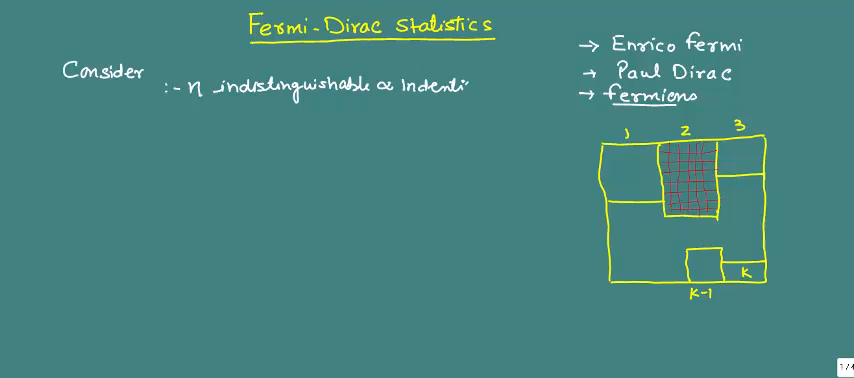 Fermi-Dirac Statistics
→ Enrico fermi
Consider
→ Paul Dirac
:- n indistinguishable or Indenti
→ fermions
1 2 3
K
K-1